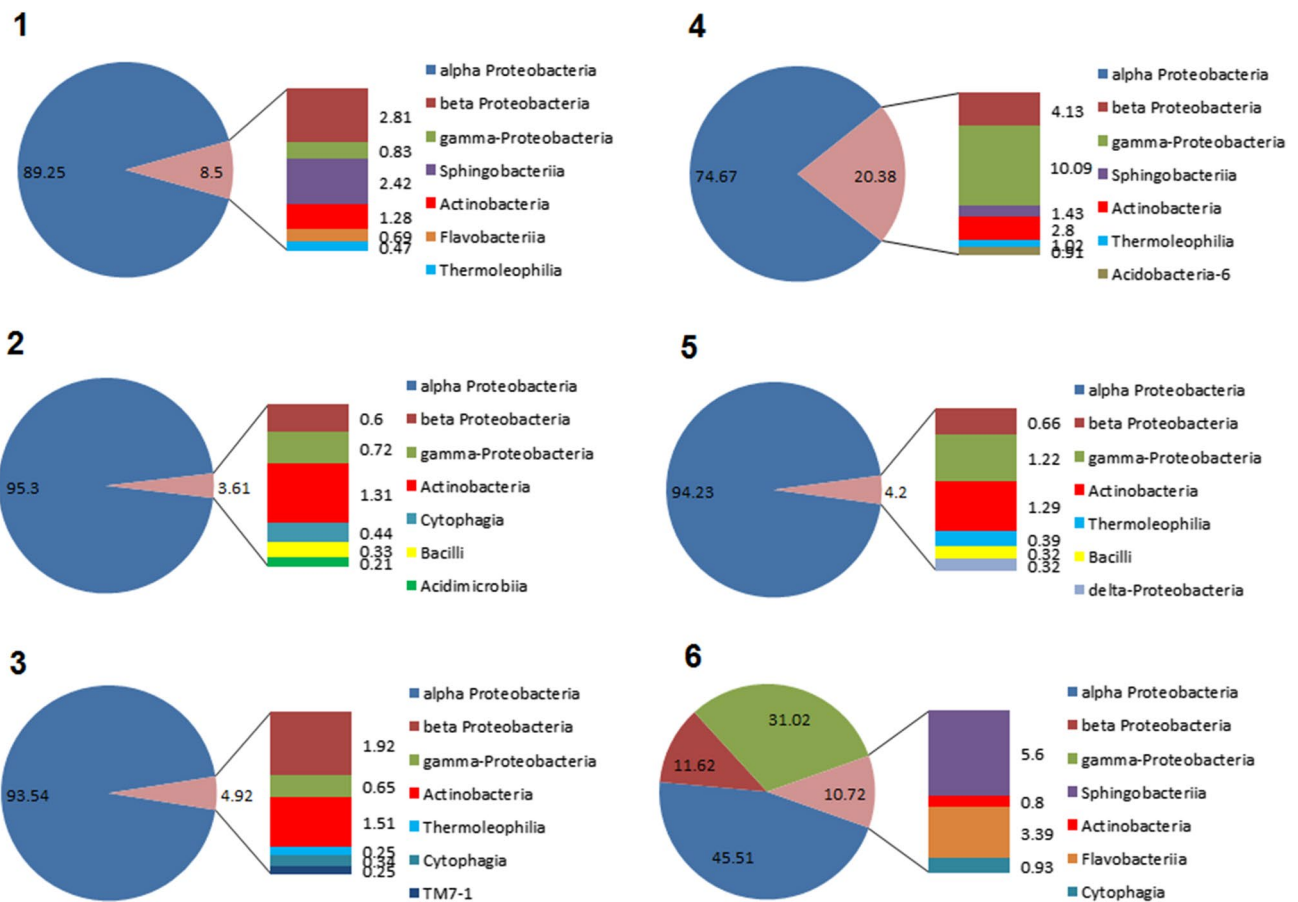 1
89.25
8.5
2.81
0.83
2.42
1.28
0.69
0.47
alpha Proteobacteria
beta Proteobacteria
gamma-Proteobacteria
Sphingobacteriia
Actinobacteria
Flavobacteriia
Thermoleophilia
4
74.67
20.38
4.13
10.09
1.43
2.8
1.02
0.91
alpha Proteobacteria
beta Proteobacteria
gamma-Proteobacteria
Sphingobacteriia
Actinobacteria
Thermoleophilia
Acidobacteria-6
2
95.3
3.61
0.6
0.72
1.31
0.44
0.33
0.21
alpha Proteobacteria
beta Proteobacteria
gamma-Proteobacteria
Actinobacteria
Cytophagia
Bacilli
Acidimicrobiia
5
94.23
4.2
0.66
1.22
1.29
0.39
0.32
0.32
alpha Proteobacteria
beta Proteobacteria
gamma-Proteobacteria
Actinobacteria
Thermoleophilia
Bacilli
delta-Proteobacteria
3
93.54
4.92
1.92
0.65
1.51
0.25
0.34
0.25
alpha Proteobacteria
beta Proteobacteria
gamma-Proteobacteria
Actinobacteria
Thermoleophilia
Cytophagia
TM7-1
6
31.02
11.62
10.72
45.51
5.6
0.8
3.39
0.93
alpha Proteobacteria
beta Proteobacteria
gamma-Proteobacteria
Sphingobacteriia
Actinobacteria
Flavobacteriia
Cytophagia